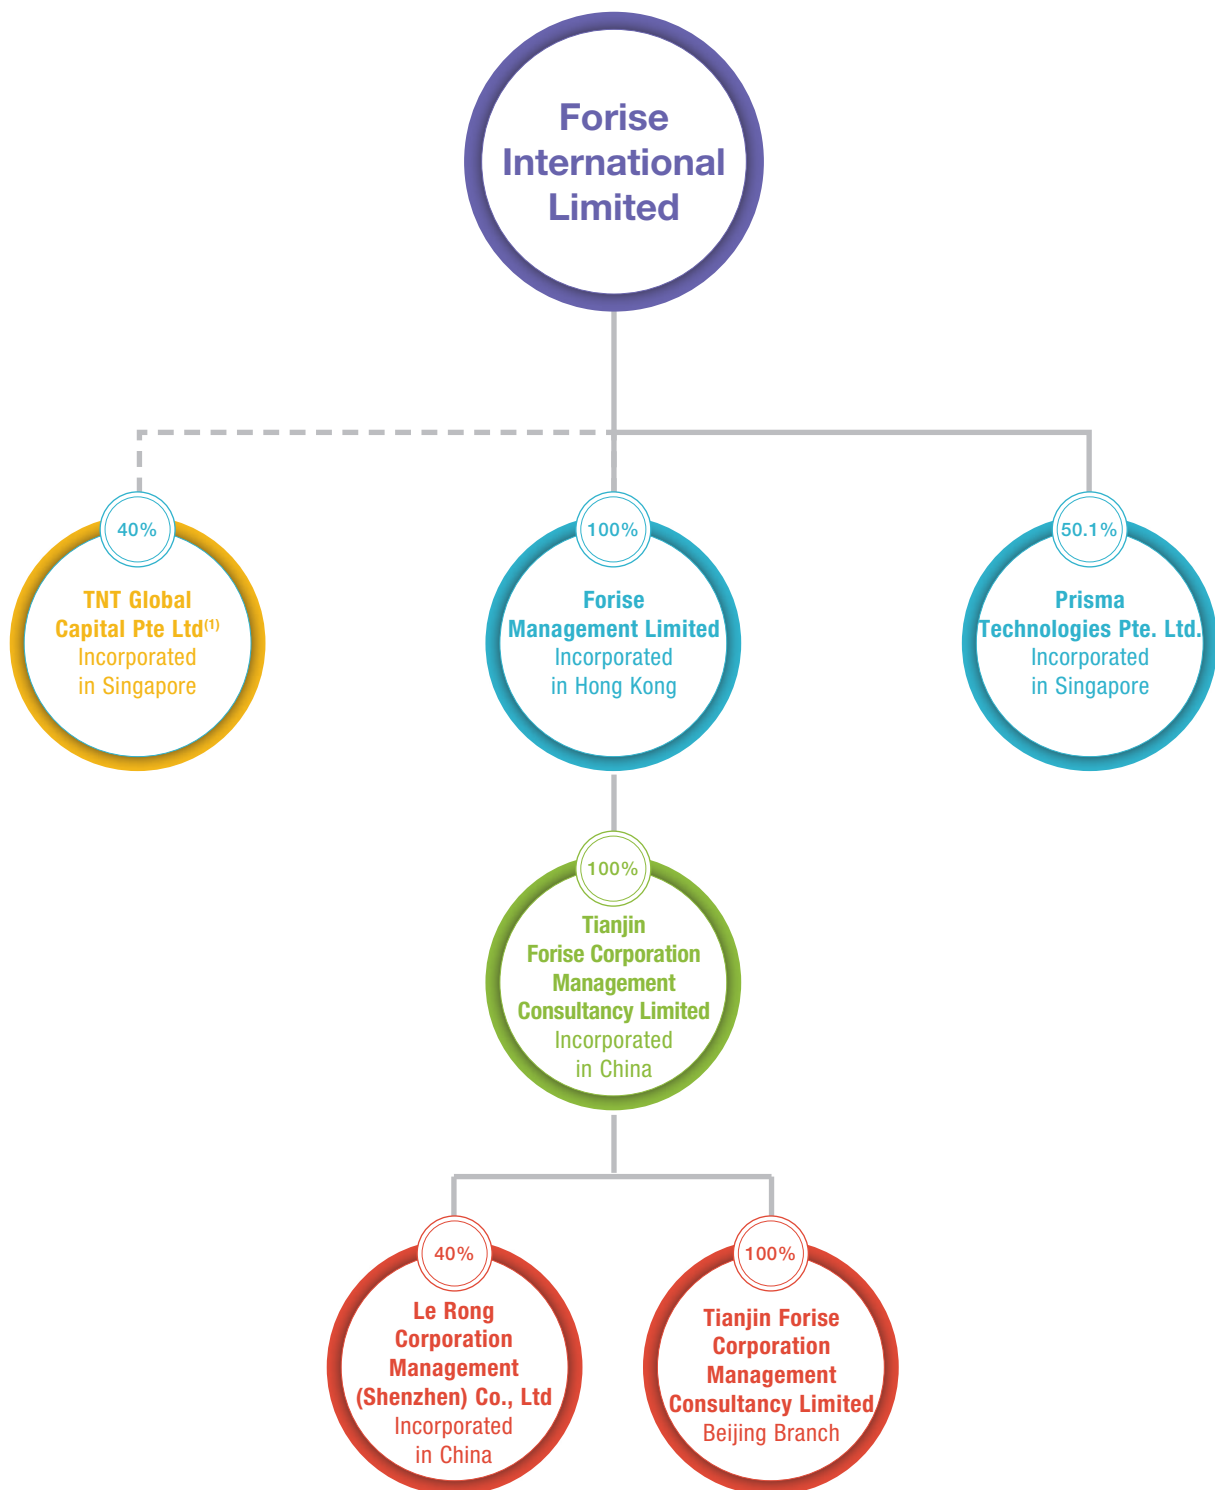 Forise
International
Limited
40%
TNT Global
Capital Pte Ltd(1)
Incorporated
in Singapore
100%
Forise
Management Limited
Incorporated
in Hong Kong
50.1%
Prisma
Technologies Pte. Ltd.
Incorporated
in Singapore
100%
Tianjin
Forise Corporation
Management
Consultancy Limited
Incorporated
in China
40%
Le Rong
Corporation
Management
(Shenzhen) Co., Ltd
Incorporated
in China
100%
Tianjin Forise
Corporation
Management
Consultancy Limited
Beijing Branch